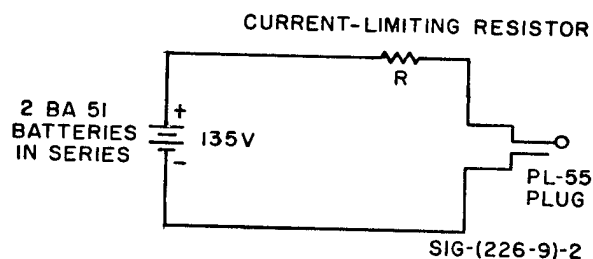 CURRENT-LIMITING RESISTOR
R
2 BA 51
BATTERIES
IN SERIES
+
135V
-
PL-55
PLUG
SIG-(226-9)-2